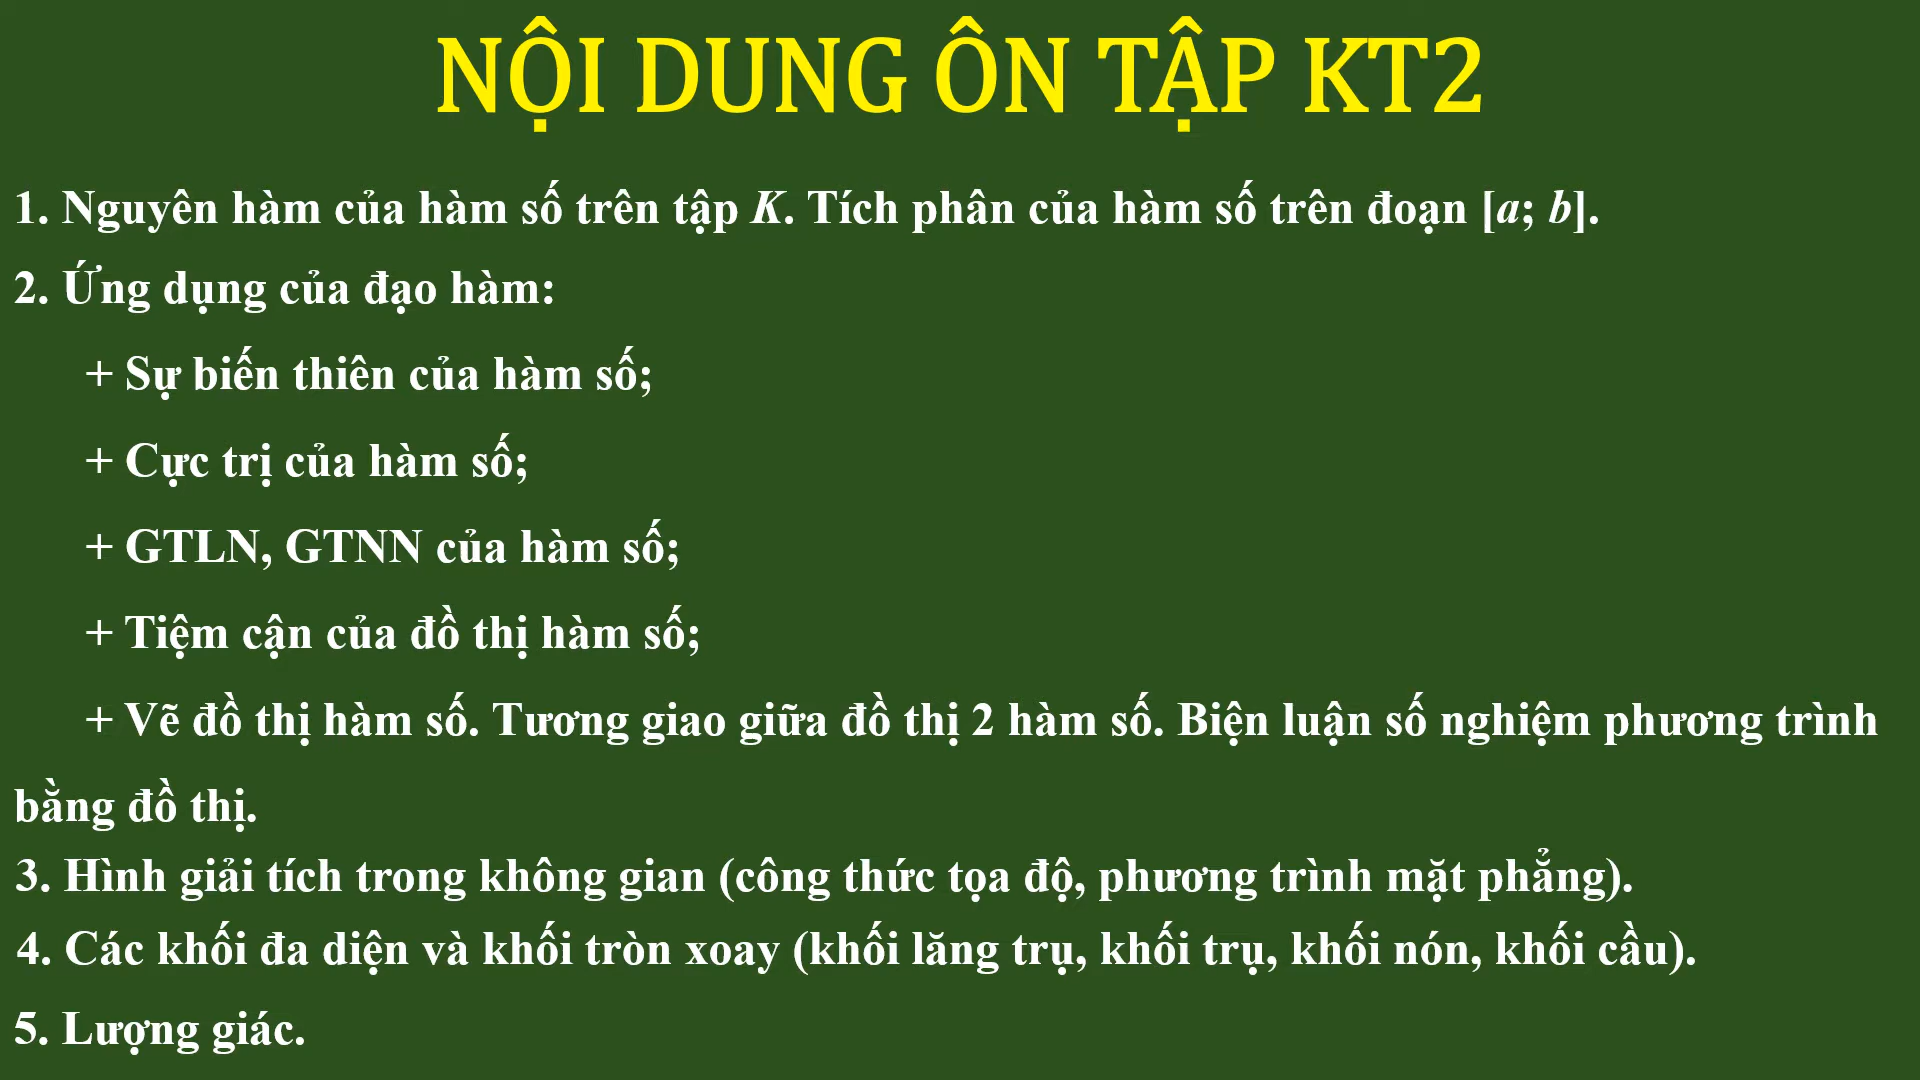 NỘI DUNG ÔN TẬP KT2
1. Nguyên hàm của hàm số trên tập K. Tích phân của hàm số trên đoạn [a; b].
2. Ứng dụng của đạo hàm:
+ Sự biến thiên của hàm số;
+ Cực trị của hàm số;
+ GTLN, GTNN của hàm số;
+ Tiệm cận của đồ thị hàm số;
+ Vẽ đồ thị hàm số. Tương giao giữa đồ thị 2 hàm số. Biện luận số nghiệm phương trình
bằng đồ thị.
3. Hình giải tích trong không gian (công thức tọa độ, phương trình mặt phẳng).
4. Các khối đa diện và khối tròn xoay (khối lăng trụ, khối trụ, khối nón, khối cầu).
5. Lượng giác.